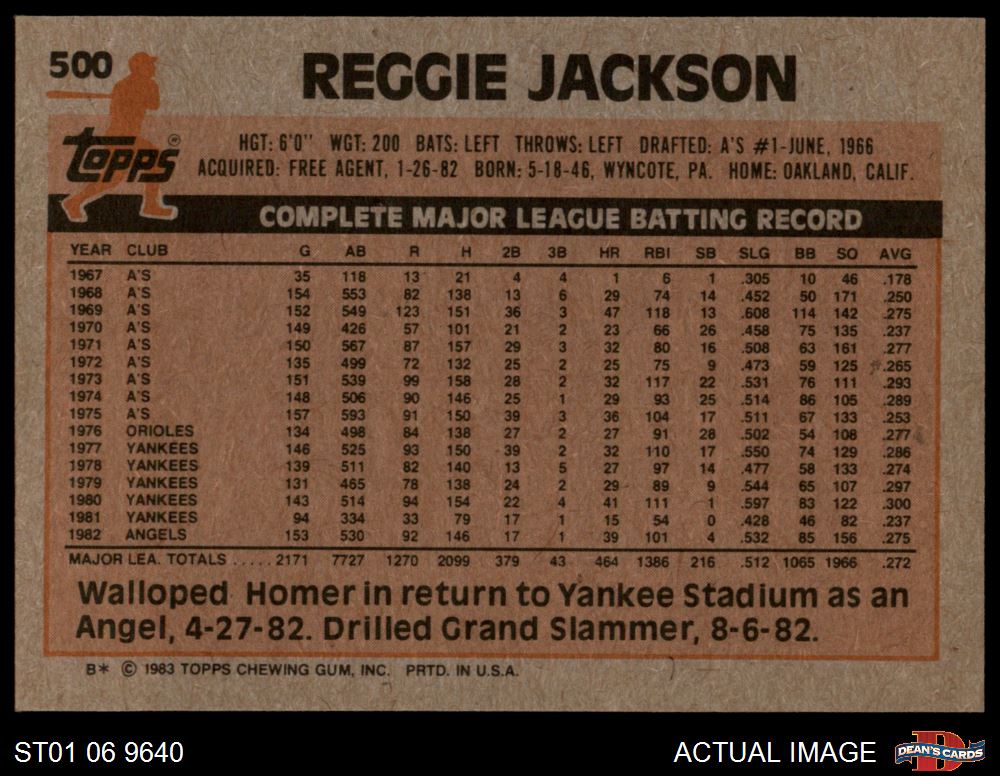 500
REGGIE JACKSON
Topps®
HGT: 6'0" WGT: 200 BATS: LEFT THROWS: LEFT DRAFTED: A'S #1-JUNE, 1966
ACQUIRED: FREE AGENT, 1-26-82 BORN: 5-18-46, WYNCOTE, PA. HOME: OAKLAND, CALIF.
COMPLETE MAJOR LEAGUE BATTING RECORD
YEAR CLUB G AB R H 2B 3B HR RBI SB SLG BB SO AVG
1967 A'S 35 118 13 21 4 4 1 6 1 .305 10 46 .178
1968 A'S 154 553 82 138 13 6 29 74 14 .452 50 171 .250
1969 A'S 152 549 123 151 36 3 47 118 13 .608 114 142 .275
1970 A'S 149 426 57 101 21 2 23 66 26 .458 75 135 .237
1971 A'S 150 567 87 157 29 3 32 80 16 .508 63 161 .277
1972 A'S 135 499 72 132 25 2 25 75 9 .473 59 125 .265
1973 A'S 151 539 99 158 28 2 32 117 22 .531 76 111 .293
1974 A'S 148 506 90 146 25 1 29 93 25 .514 86 105 .289
1975 A'S 157 593 91 150 39 3 36 104 17 .511 67 133 .253
1976 ORIOLES 134 498 84 138 27 2 27 91 28 .502 54 108 .277
1977 YANKEES 146 525 93 150 39 2 32 110 17 .550 74 129 .286
1978 YANKEES 139 511 82 140 13 5 27 97 14 .477 58 133 .274
1979 YANKEES 131 465 78 138 24 2 29 89 9 .544 65 107 .297
1980 YANKEES 143 514 94 154 22 4 41 111 1 .597 83 122 .300
1981 YANKEES 94 334 33 79 17 1 15 54 0 .428 46 82 .237
1982 ANGELS 153 530 92 146 17 1 39 101 4 .532 85 156 .275
MAJOR LEA. TOTALS ..... 2171 7727 1270 2099 379 43 464 1386 216 .512 1065 1966 .272
Walloped Homer in return to Yankee Stadium as an
Angel, 4-27-82. Drilled Grand Slammer, 8-6-82.
B* © 1983 TOPPS CHEWING GUM, INC. PRTD. IN U.S.A.
ST01 06 9640
ACTUAL IMAGE
DEAN'S CARDS